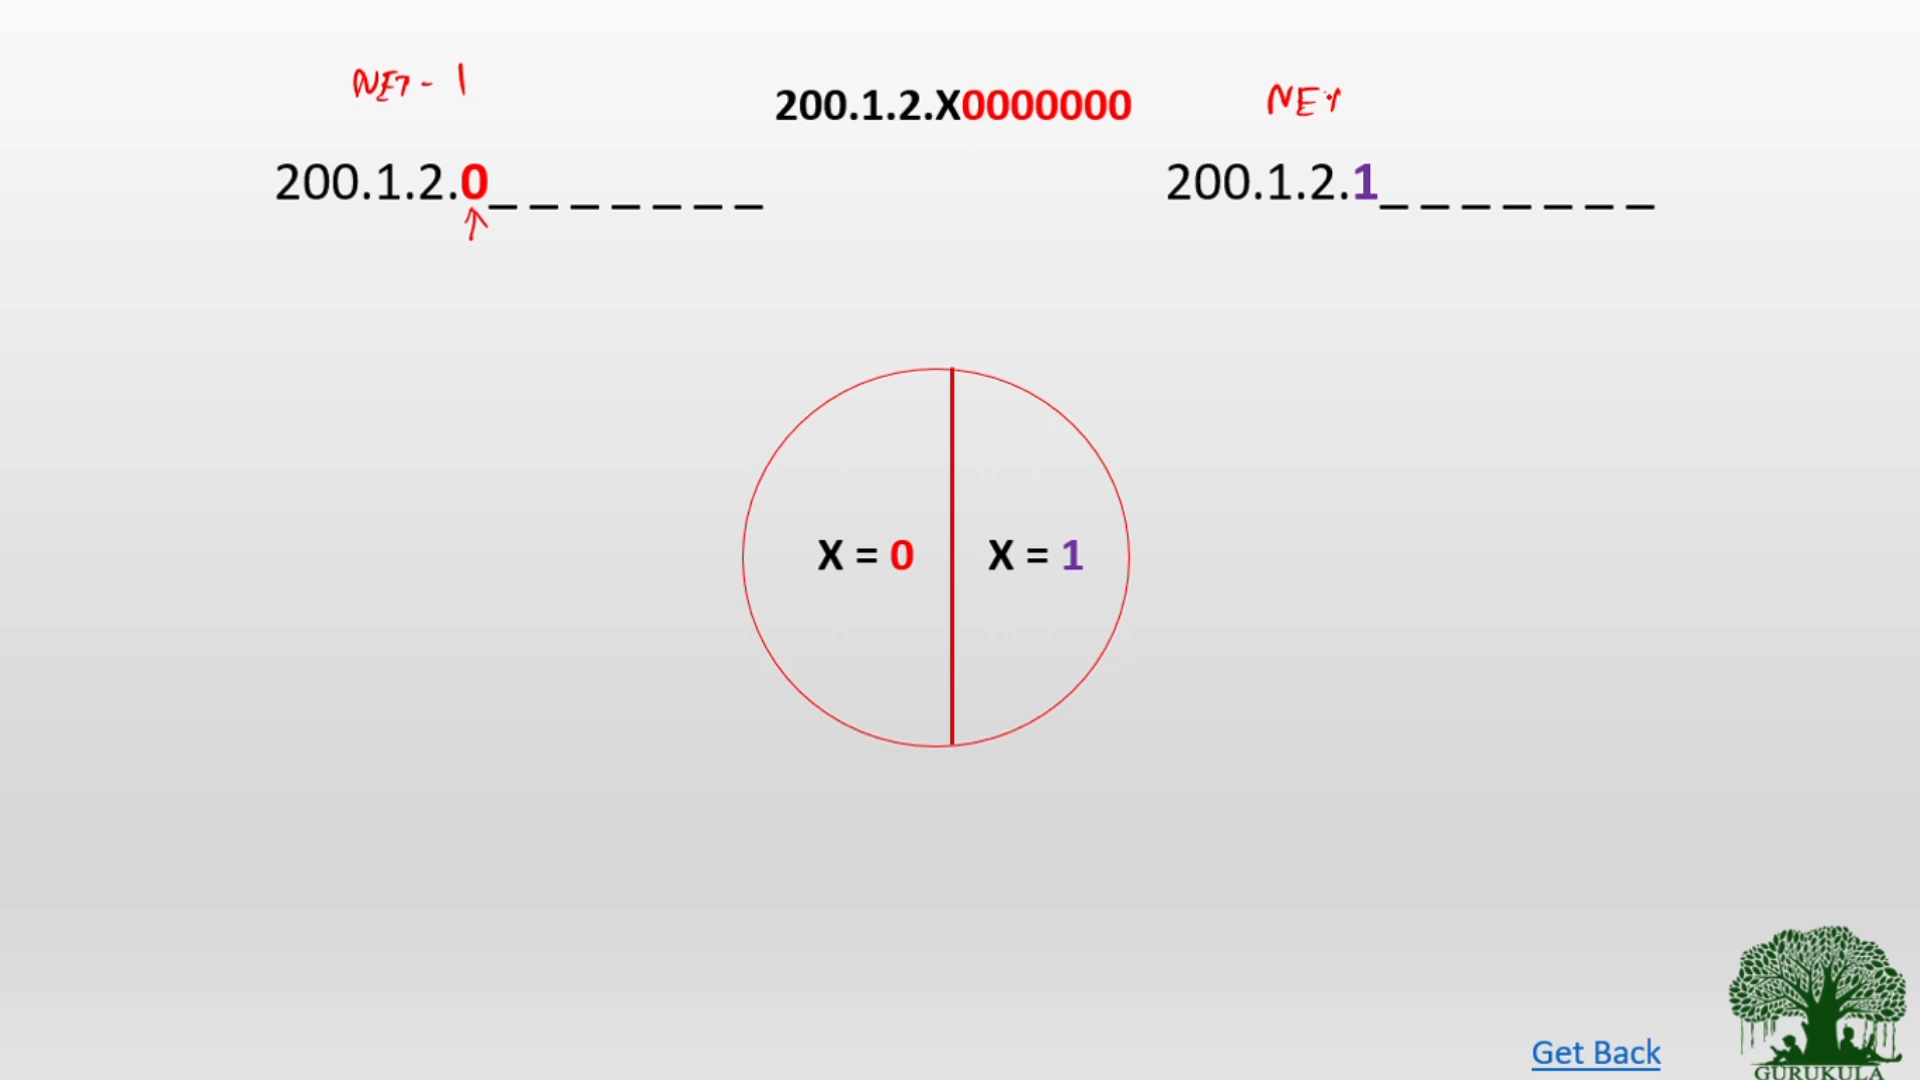 NET - 1
200.1.2.X0000000
NET
200.1.2.0_ _ _ _ _ _ _
200.1.2.1_ _ _ _ _ _ _
X = 0
X = 1
Get Back
GURUKULA